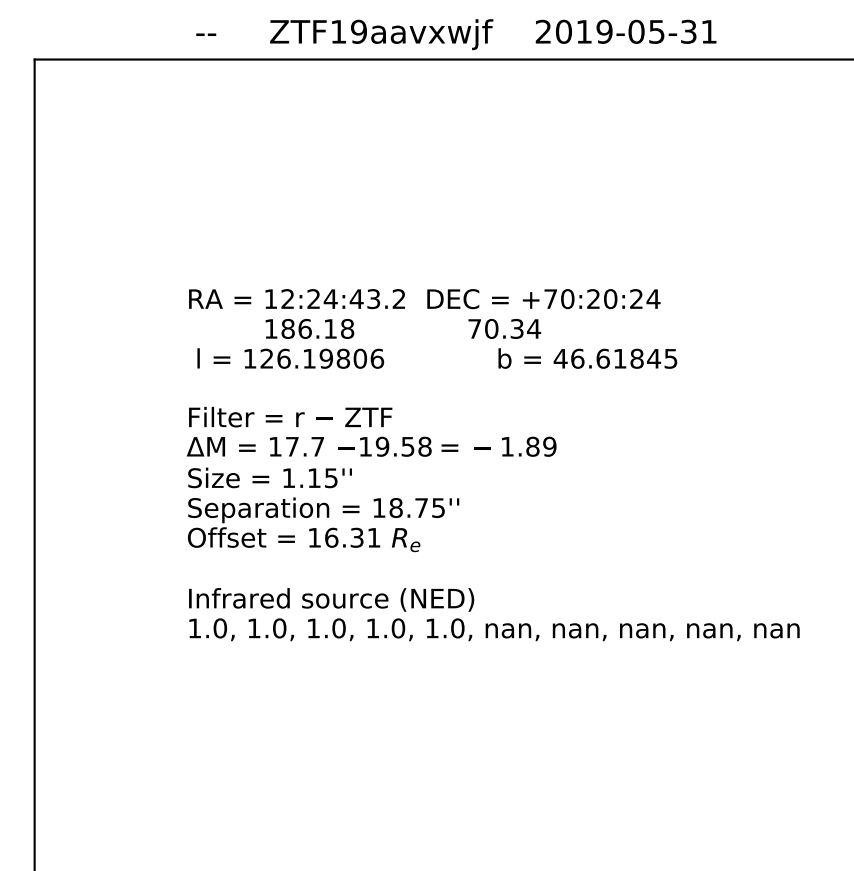 -- ZTF19aavxwjf 2019-05-31
RA = 12:24:43.2 DEC = +70:20:24
186.18 70.34
l = 126.19806 b = 46.61845
Filter = r − ZTF
ΔM = 17.7 −19.58 = − 1.89
Size = 1.15''
Separation = 18.75''
Offset = 16.31 Re
Infrared source (NED)
1.0, 1.0, 1.0, 1.0, 1.0, nan, nan, nan, nan, nan